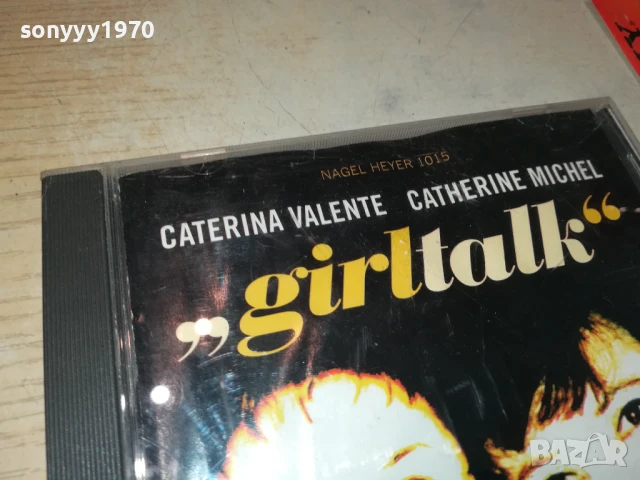 sonyyy1970
NAGEL HEYER 1015
CATERINA VALENTE CATHERINE MICHEL
„girltalk“
BAZAR